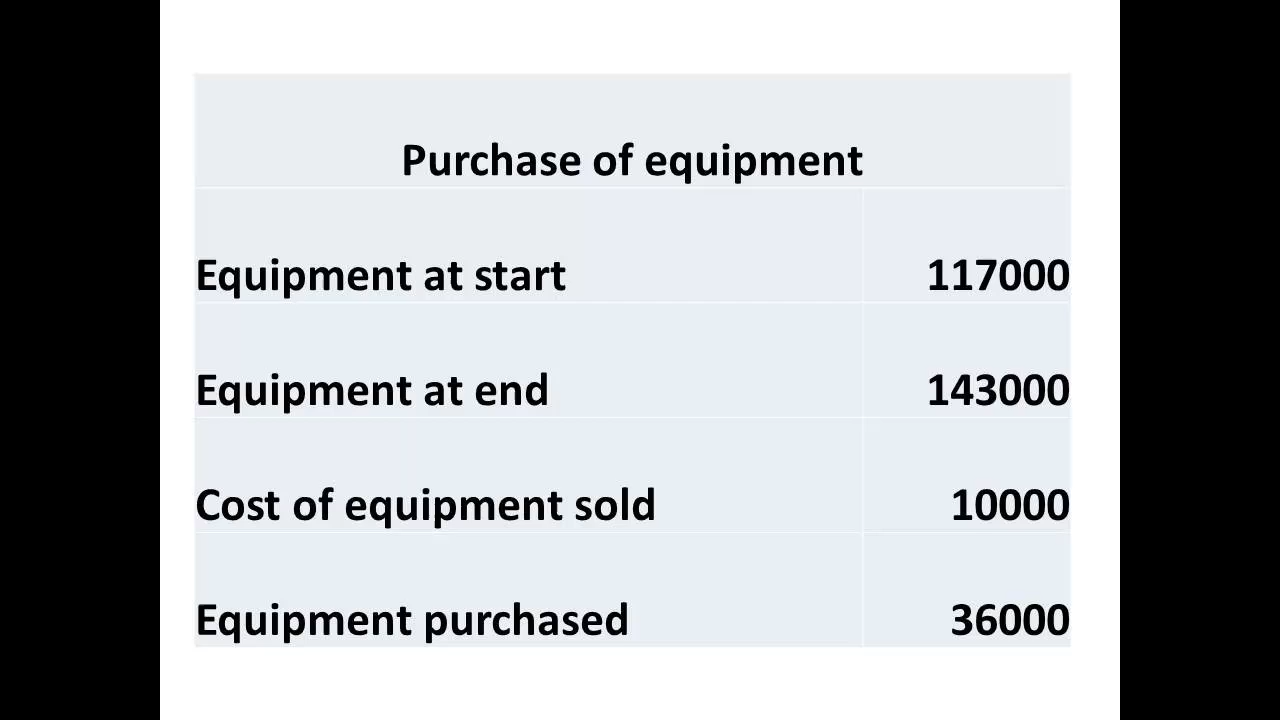 Purchase of equipment
Equipment at start 117000
Equipment at end 143000
Cost of equipment sold 10000
Equipment purchased 36000